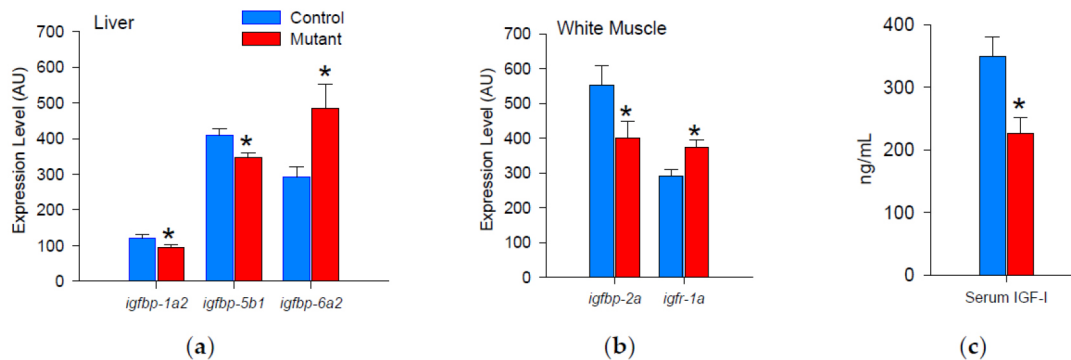 Liver
Control
Mutant
Expression Level (AU)
700
600
500
400
300
200
100
0
*
*
*
igfbp-1a2 igfbp-5b1 igfbp-6a2
(a)
White Muscle
Expression Level (AU)
700
600
500
400
300
200
100
0
*
*
igfbp-2a igfr-1a
(b)
ng/mL
400
300
200
100
0
*
Serum IGF-I
(c)